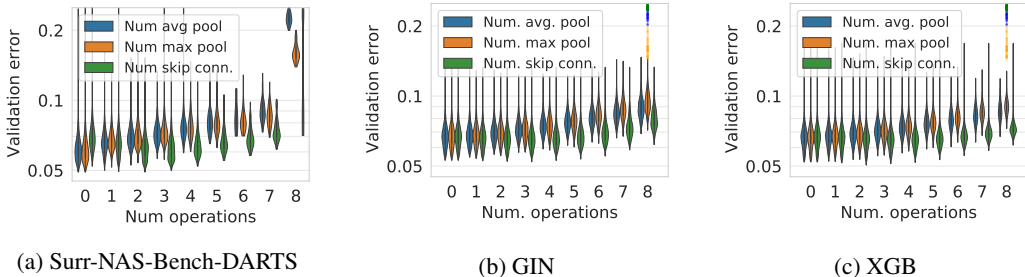 Validation error
0.2
0.1
0.05
Num avg pool
Num max pool
Num skip conn.
0 1 2 3 4 5 6 7 8
Num operations
(a) Surr-NAS-Bench-DARTS
Validation error
0.2
0.1
0.05
Num. avg. pool
Num. max pool
Num. skip conn.
0 1 2 3 4 5 6 7 8
Num. operations
(b) GIN
Validation error
0.2
0.1
0.05
Num. avg. pool
Num. max pool
Num. skip conn.
0 1 2 3 4 5 6 7 8
Num. operations
(c) XGB